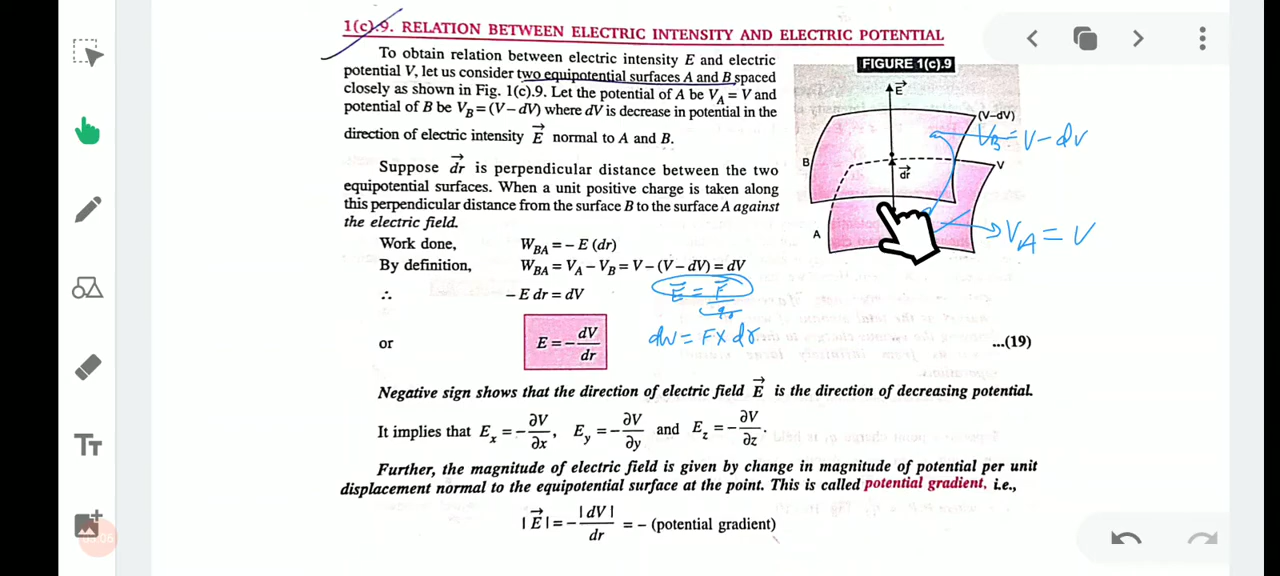 1(c).9. RELATION BETWEEN ELECTRIC INTENSITY AND ELECTRIC POTENTIAL
To obtain relation between electric intensity E and electric
potential V, let us consider two equipotential surfaces A and B spaced
closely as shown in Fig. 1(c).9. Let the potential of A be V_A = V and
potential of B be V_B = (V – dV) where dV is decrease in potential in the
direction of electric intensity E⃗ normal to A and B.
FIGURE 1(c).9
E⃗
(V–dV)
V_B = V – dV
B
V
dr⃗
A
V_A = V
Suppose dr⃗ is perpendicular distance between the two
equipotential surfaces. When a unit positive charge is taken along
this perpendicular distance from the surface B to the surface A against
the electric field.
Work done, W_BA = – E (dr)
By definition, W_BA = V_A – V_B = V – (V – dV) = dV
∴ – E dr = dV
E⃗ = F⃗/q₀
or E = – dV/dr ...(19)
dW = F × dr
Negative sign shows that the direction of electric field E⃗ is the direction of decreasing potential.
It implies that E_x = – ∂V/∂x, E_y = – ∂V/∂y and E_z = – ∂V/∂z.
Further, the magnitude of electric field is given by change in magnitude of potential per unit
displacement normal to the equipotential surface at the point. This is called potential gradient, i.e.,
|E⃗| = – |dV|/dr = – (potential gradient)
TT